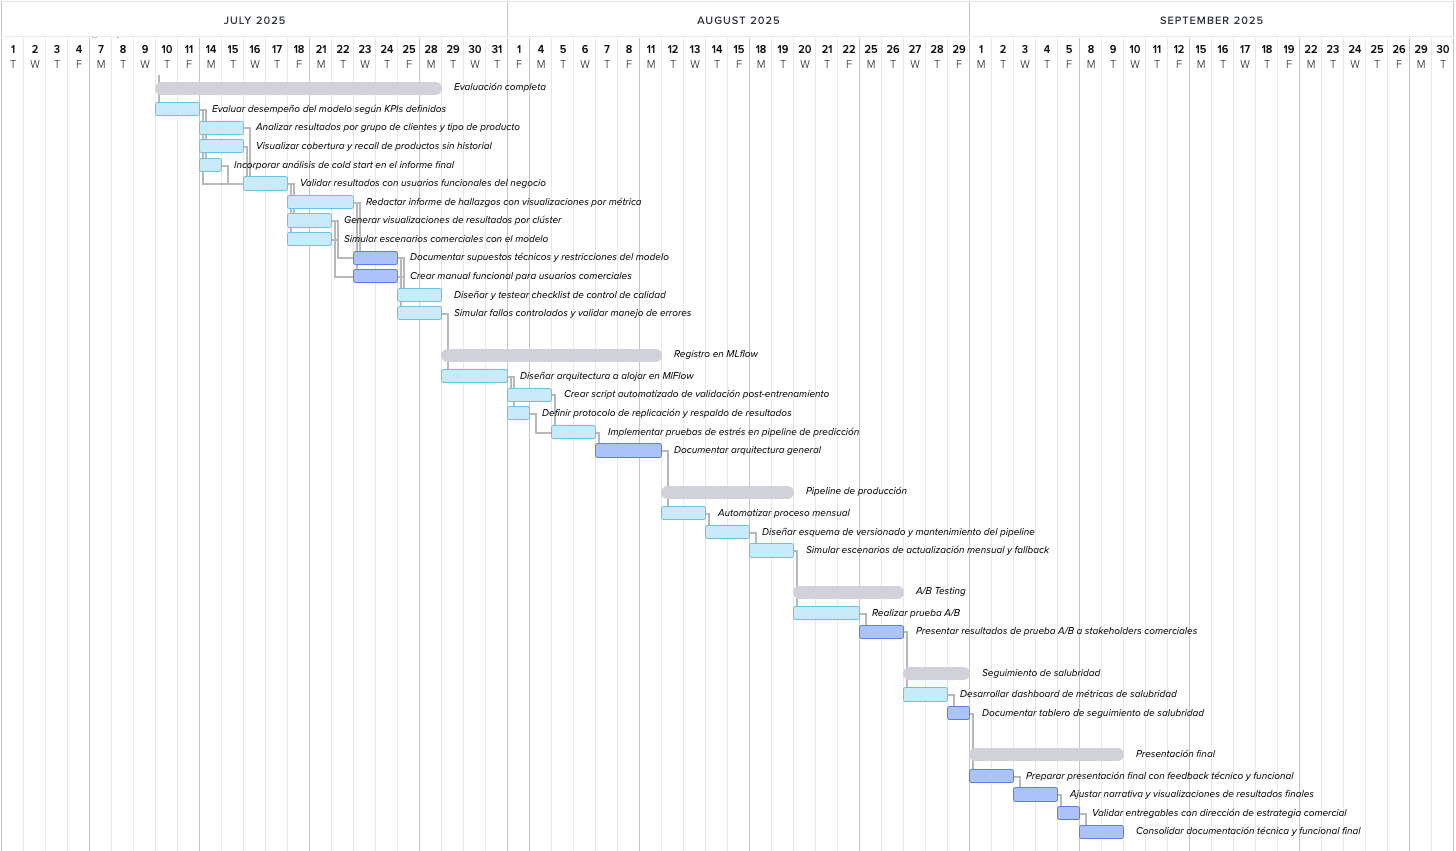 JULY 2025 AUGUST 2025 SEPTEMBER 2025
1 2 3 4 7 8 9 10 11 14 15 16 17 18 21 22 23 24 25 28 29 30 31 1 4 5 6 7 8 11 12 13 14 15 18 19 20 21 22 25 26 27 28 29 1 2 3 4 5 8 9 10 11 12 15 16 17 18 19 22 23 24 25 26 29 30
T W T F M T W T F M T W T F M T W T F M T W T F M T W T F M T W T F M T W T F M T W T F M T W T F M T W T F M T W T F M T W T F M T
Evaluación completa
Evaluar desempeño del modelo según KPIs definidos
Analizar resultados por grupo de clientes y tipo de producto
Visualizar cobertura y recall de productos sin historial
Incorporar análisis de cold start en el informe final
Validar resultados con usuarios funcionales del negocio
Redactar informe de hallazgos con visualizaciones por métrica
Generar visualizaciones de resultados por clúster
Simular escenarios comerciales con el modelo
Documentar supuestos técnicos y restricciones del modelo
Crear manual funcional para usuarios comerciales
Diseñar y testear checklist de control de calidad
Simular fallos controlados y validar manejo de errores
Registro en MLflow
Diseñar arquitectura a alojar en MlFlow
Crear script automatizado de validación post-entrenamiento
Definir protocolo de replicación y respaldo de resultados
Implementar pruebas de estrés en pipeline de predicción
Documentar arquitectura general
Pipeline de producción
Automatizar proceso mensual
Diseñar esquema de versionado y mantenimiento del pipeline
Simular escenarios de actualización mensual y fallback
A/B Testing
Realizar prueba A/B
Presentar resultados de prueba A/B a stakeholders comerciales
Seguimiento de salubridad
Desarrollar dashboard de métricas de salubridad
Documentar tablero de seguimiento de salubridad
Presentación final
Preparar presentación final con feedback técnico y funcional
Ajustar narrativa y visualizaciones de resultados finales
Validar entregables con dirección de estrategia comercial
Consolidar documentación técnica y funcional final